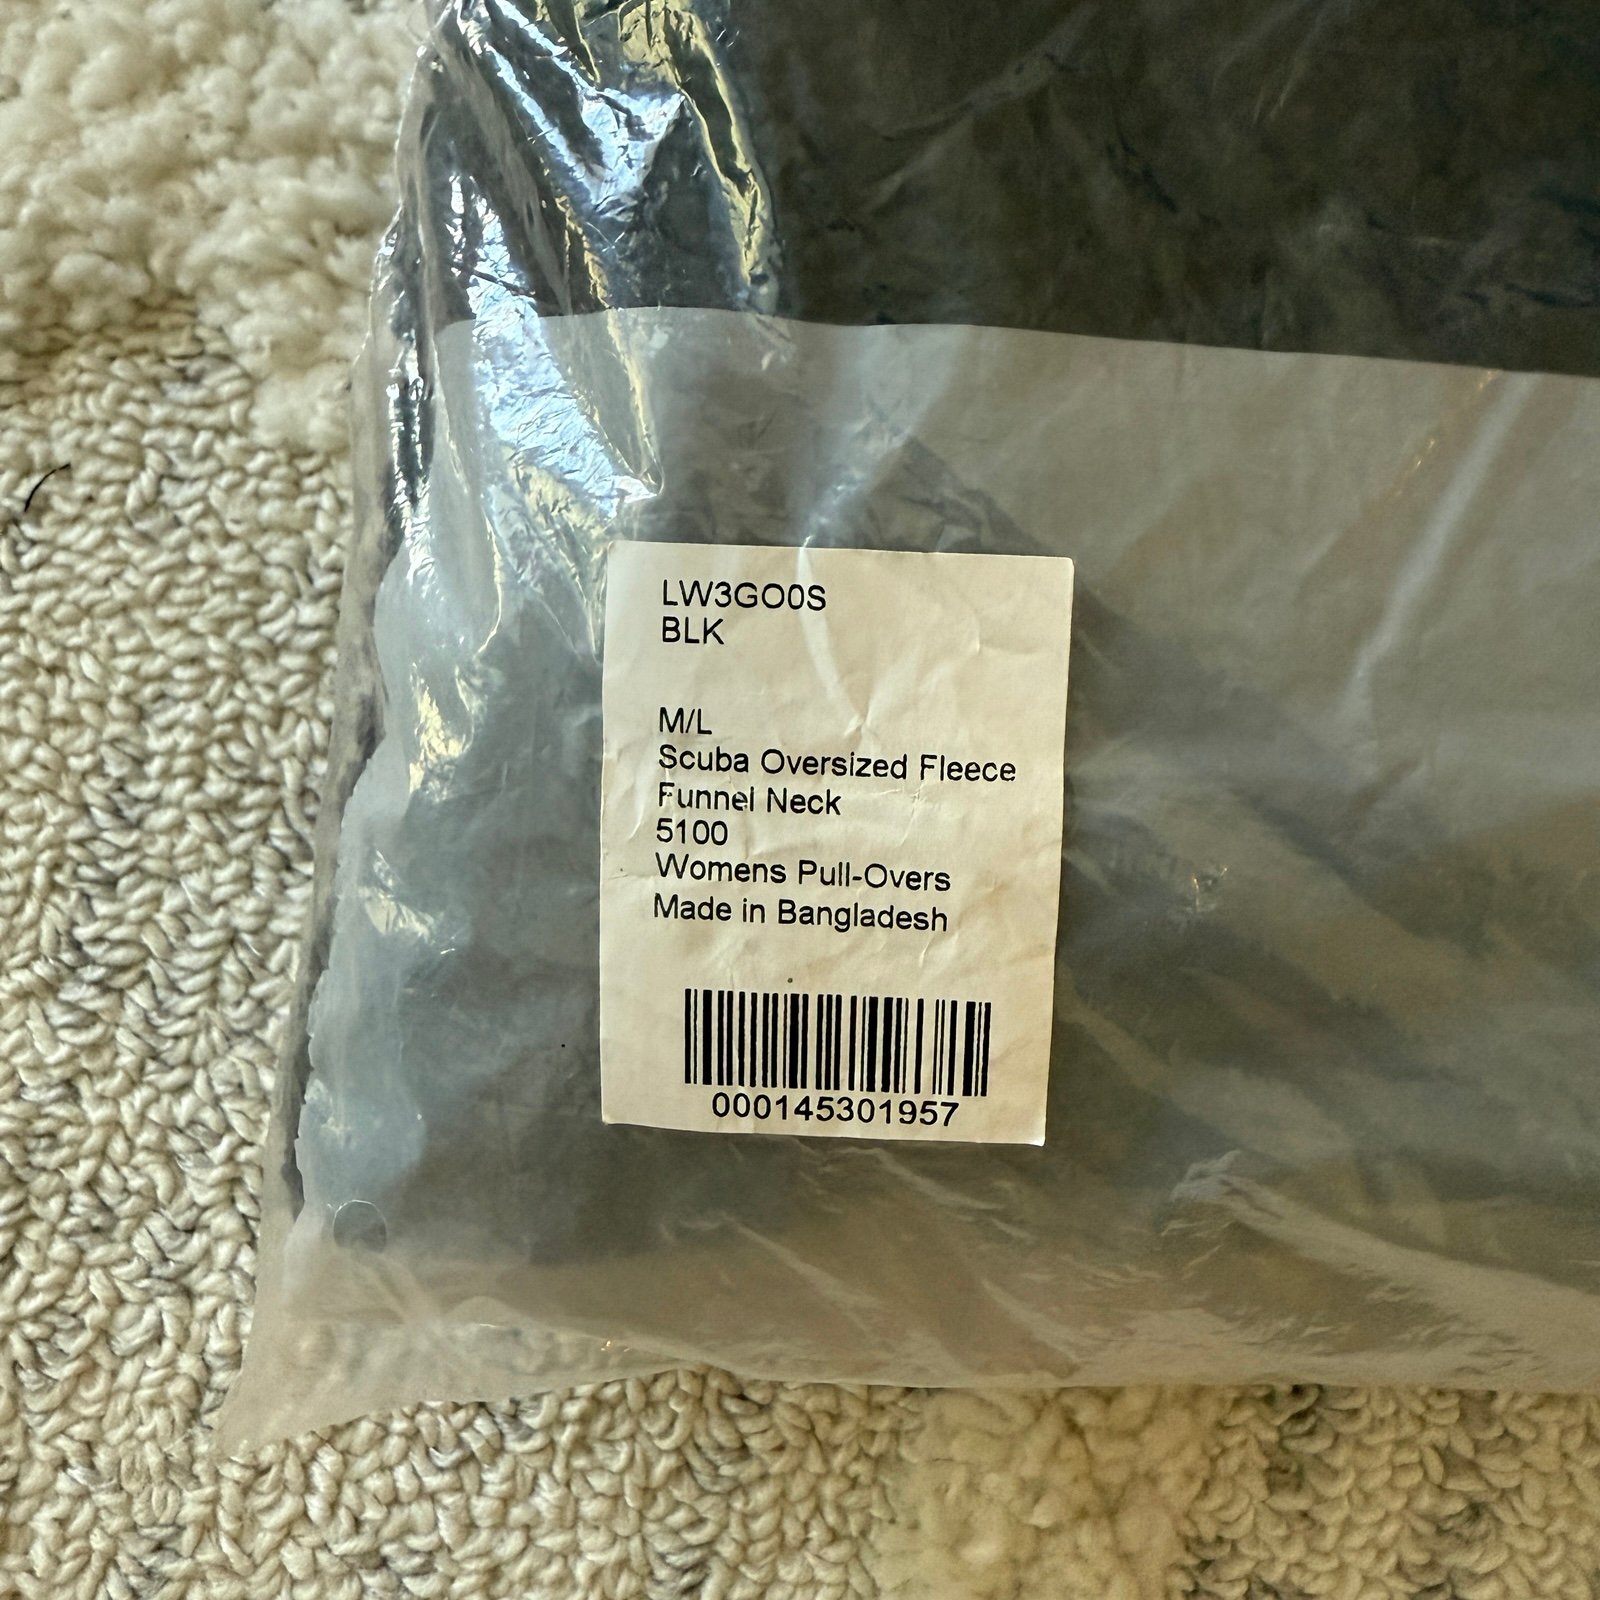 LW3GO0S
BLK
M/L
Scuba Oversized Fleece
Funnel Neck
5100
Womens Pull-Overs
Made in Bangladesh
000145301957